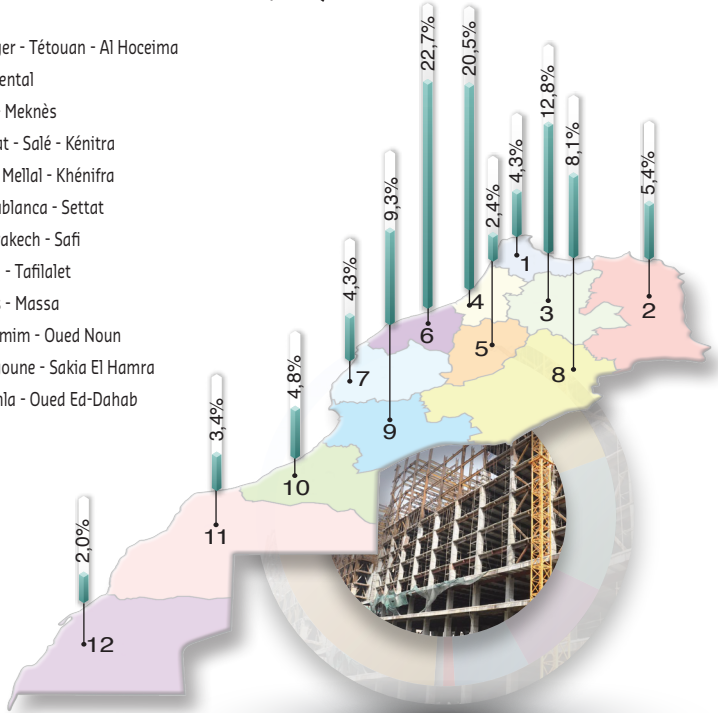 ger - Tétouan - Al Hoceima
ental
- Meknès
at - Salé - Kénitra
Mellal - Khénifra
ablanca - Settat
akech - Safi
- Tafilalet
s - Massa
mim - Oued Noun
oune - Sakia El Hamra
hla - Oued Ed-Dahab
22,7%
20,5%
12,8%
8,1%
4,3%
5,4%
2,4%
9,3%
4,3%
4,8%
3,4%
2,0%
1
2
3
4
5
6
7
8
9
10
11
12